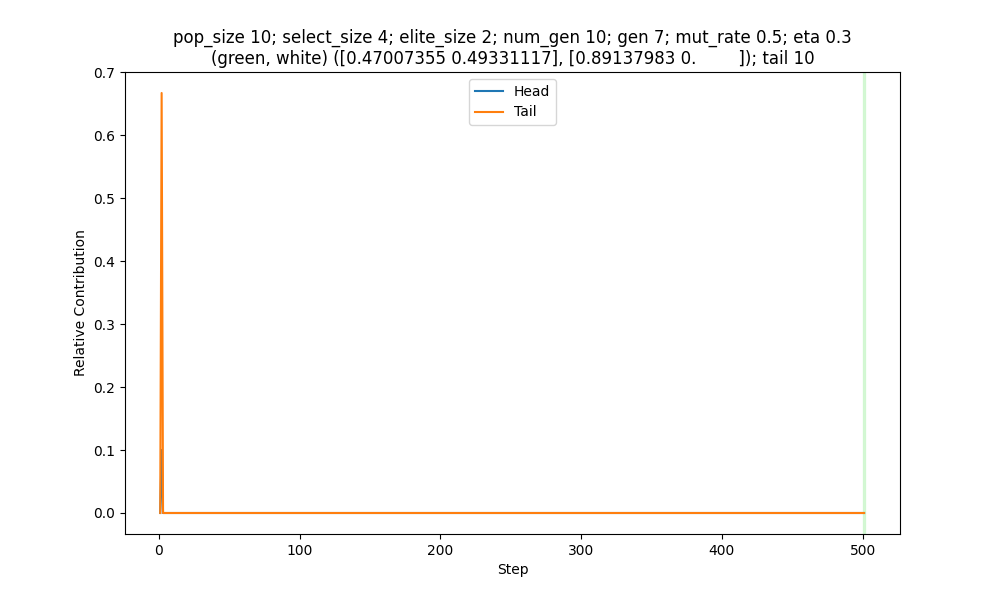 pop_size 10; select_size 4; elite_size 2; num_gen 10; gen 7; mut_rate 0.5; eta 0.3
(green, white) ([0.47007355 0.49331117], [0.89137983 0.        ]); tail 10
Head
Tail
0.7
0.6
0.5
0.4
0.3
0.2
0.1
0.0
Relative Contribution
0 100 200 300 400 500
Step